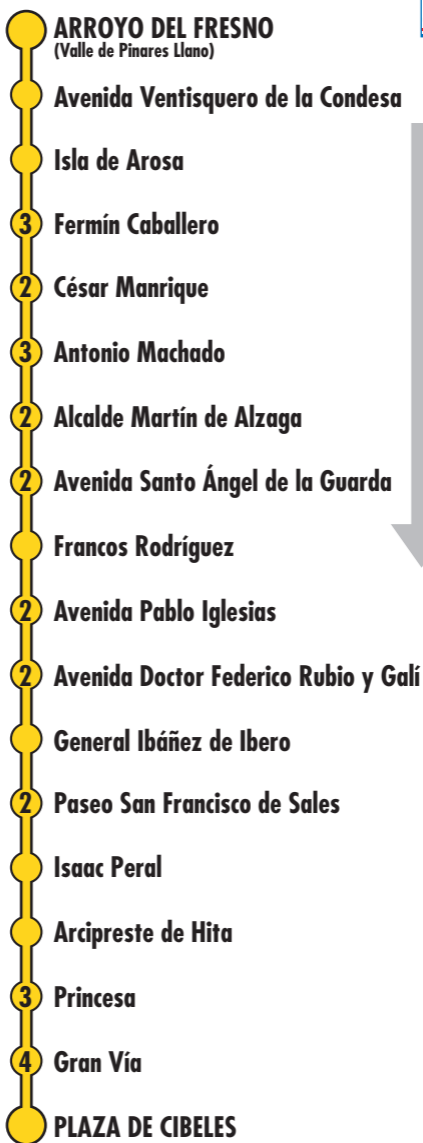 ARROYO DEL FRESNO
(Valle de Pinares Llano)
Avenida Ventisquero de la Condesa
Isla de Arosa
3 Fermín Caballero
2 César Manrique
3 Antonio Machado
2 Alcalde Martín de Alzaga
2 Avenida Santo Ángel de la Guarda
Francos Rodríguez
2 Avenida Pablo Iglesias
2 Avenida Doctor Federico Rubio y Galí
General Ibáñez de Ibero
2 Paseo San Francisco de Sales
Isaac Peral
Arcipreste de Hita
3 Princesa
4 Gran Vía
PLAZA DE CIBELES